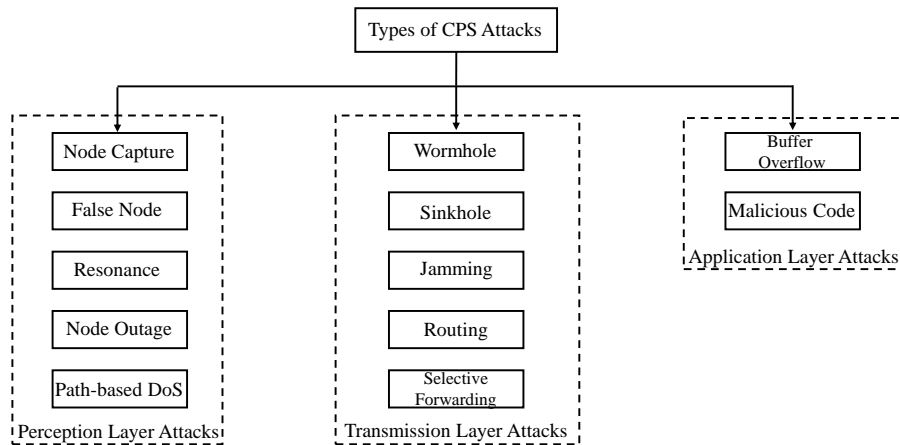 Types of CPS Attacks
Node Capture
False Node
Resonance
Node Outage
Path-based DoS
Perception Layer Attacks
Wormhole
Sinkhole
Jamming
Routing
Selective
Forwarding
Transmission Layer Attacks
Buffer
Overflow
Malicious Code
Application Layer Attacks